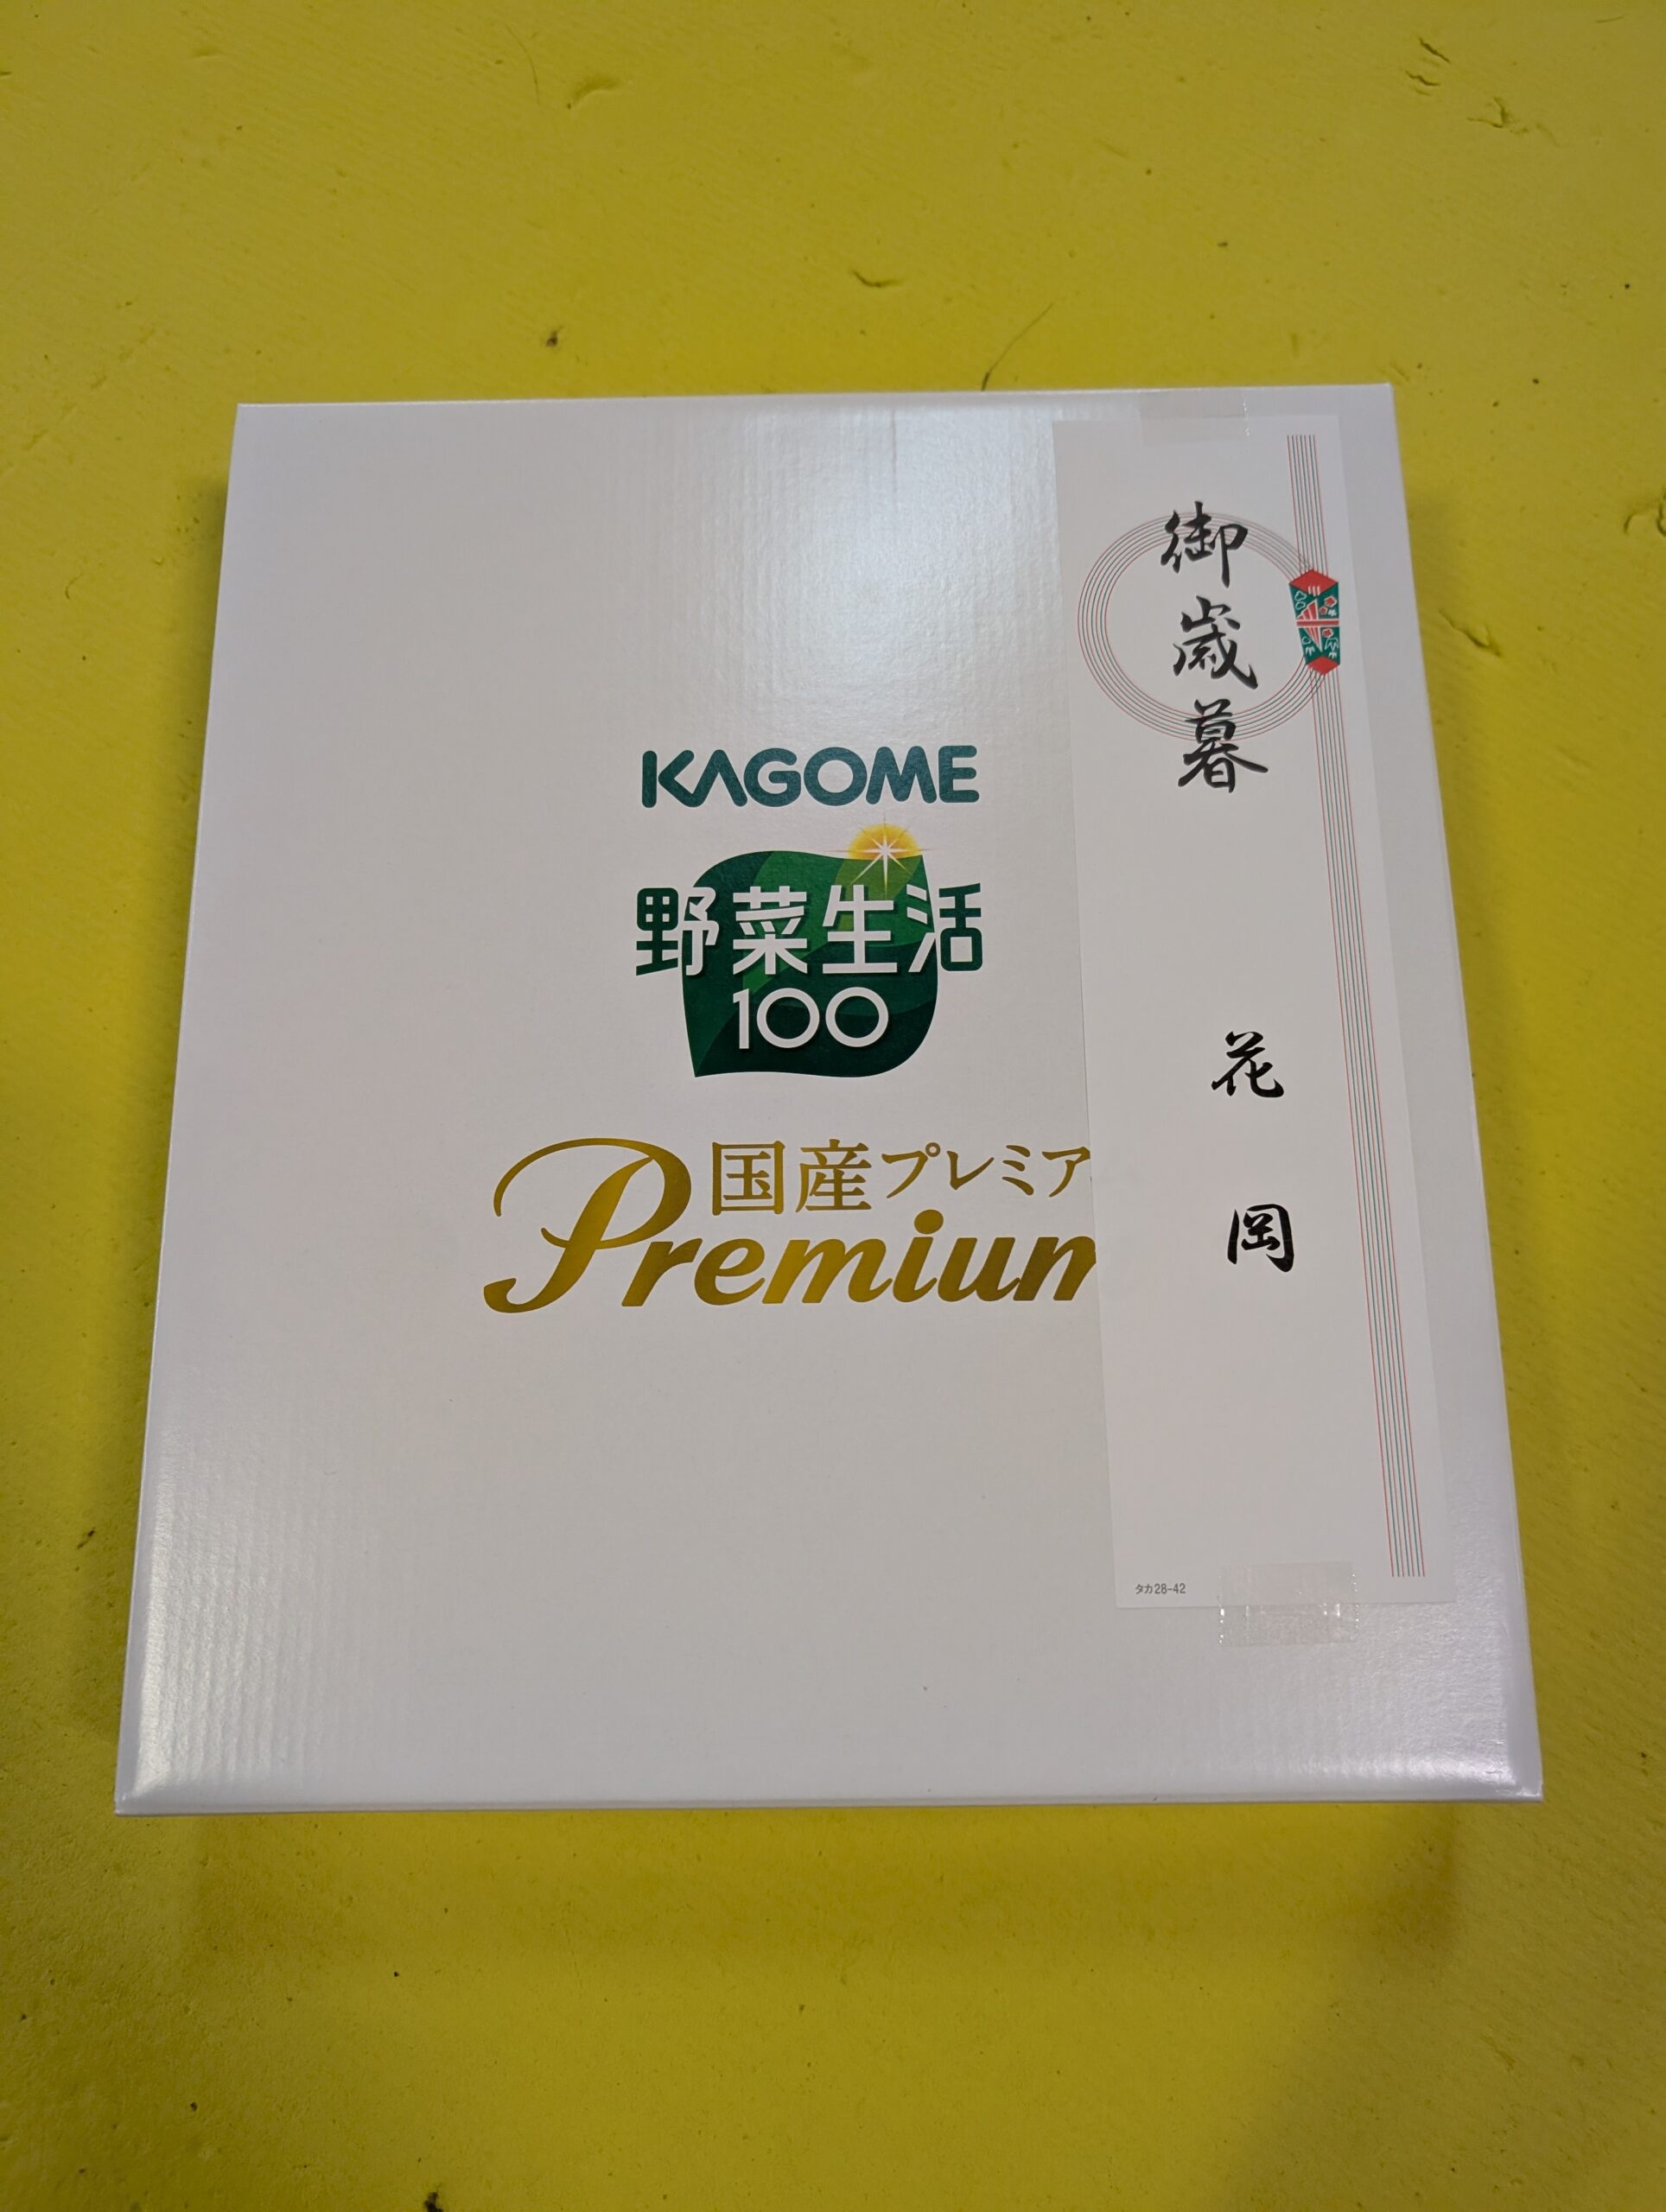 KAGOME
野菜生活
100
国産プレミア
Premium
御歳暮
花岡
タカ28-42